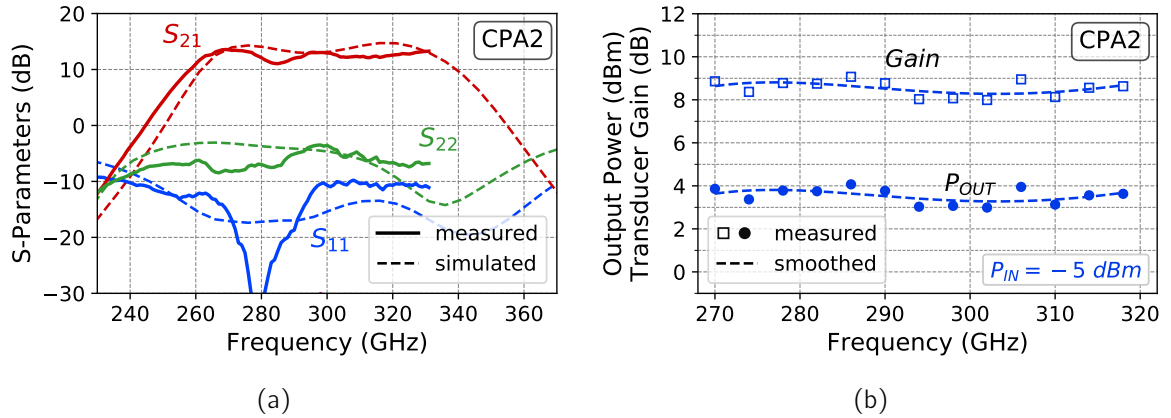 20
10
0
−10
−20
−30
S-Parameters (dB)
S21
CPA2
S22
S11
measured
simulated
240 260 280 300 320 340 360
Frequency (GHz)
(a)
12
10
8
6
4
2
0
Output Power (dBm)
Transducer Gain (dB)
CPA2
Gain
POUT
measured
smoothed
PIN = −5 dBm
270 280 290 300 310 320
Frequency (GHz)
(b)